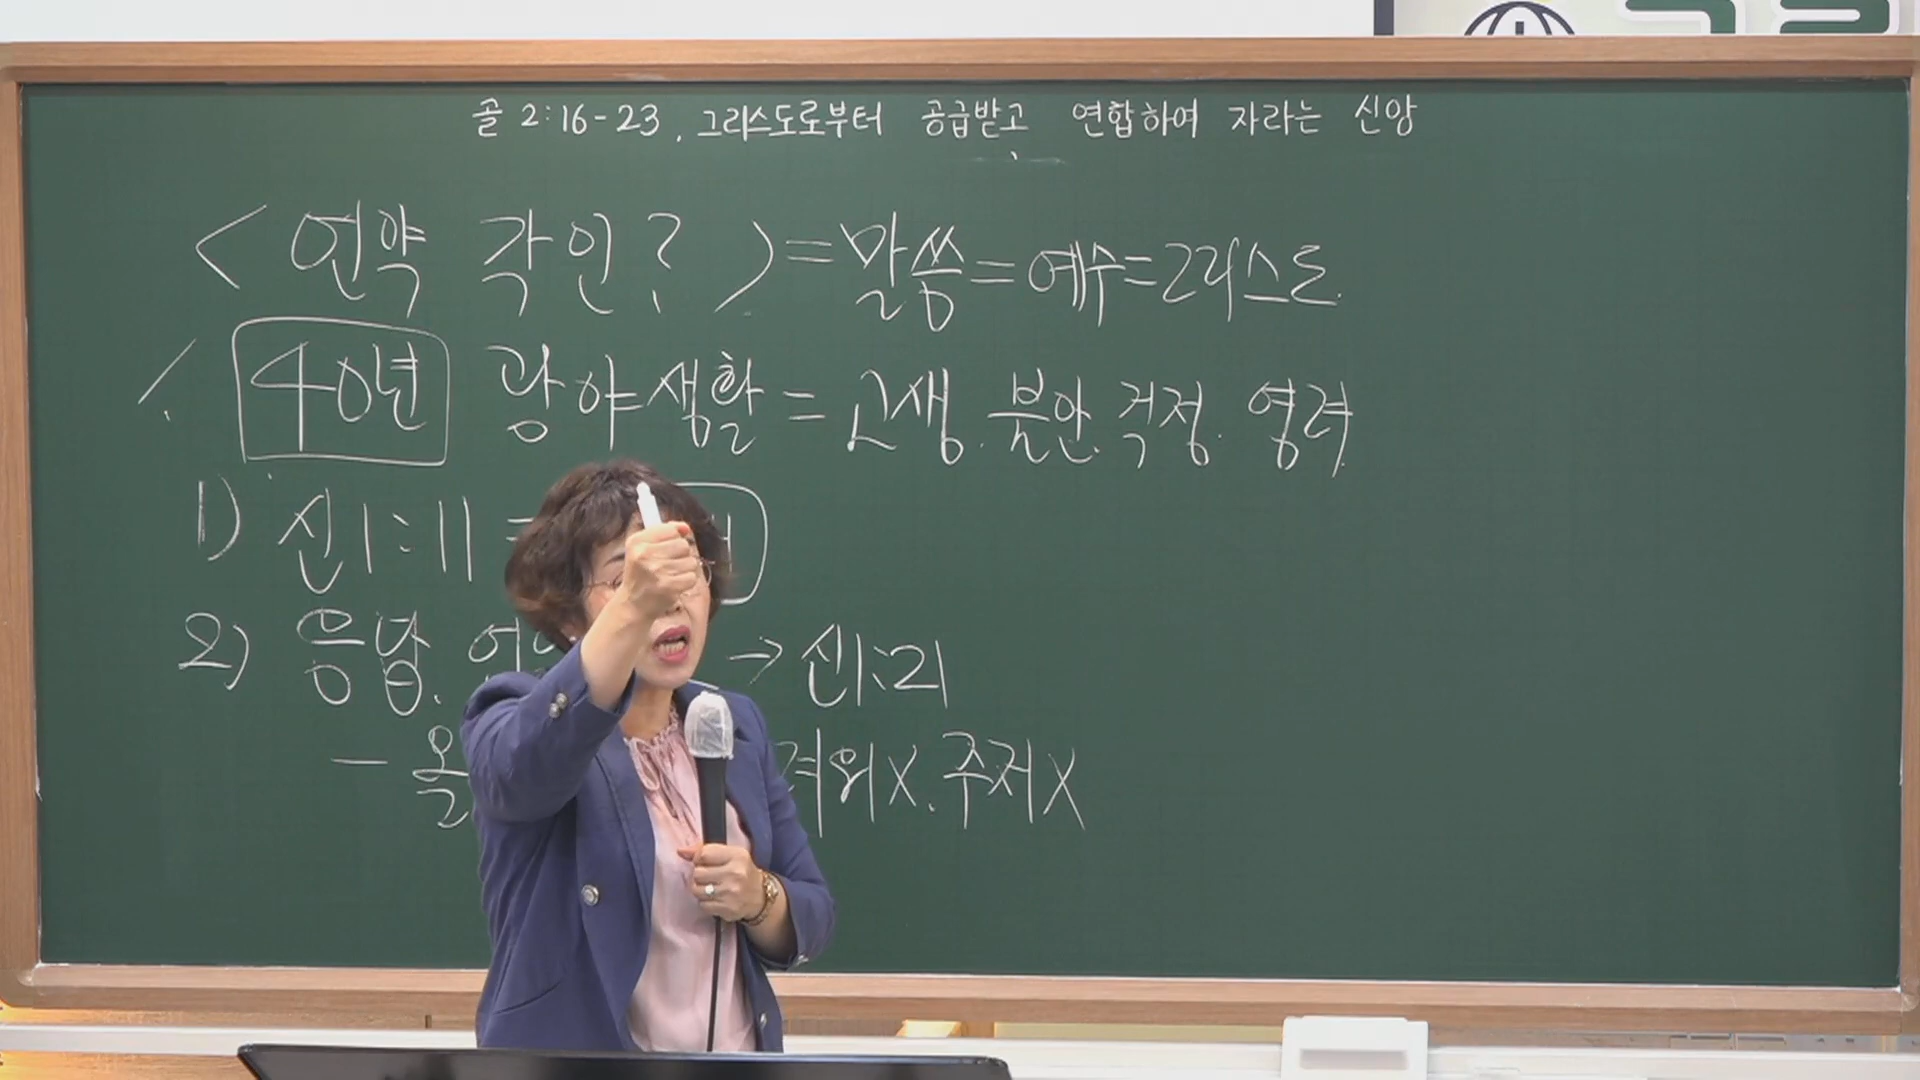 골 2:16-23, 그리스도로부터 공급받고 연합하여 자라는 신앙
<언약 각인? >=말씀=예수=그리스도.
40년 광야생활=고생.불안.걱정.염려.
1) 신1:11 =
2) 응답. → 신1:21
- 올 려워X.주저X